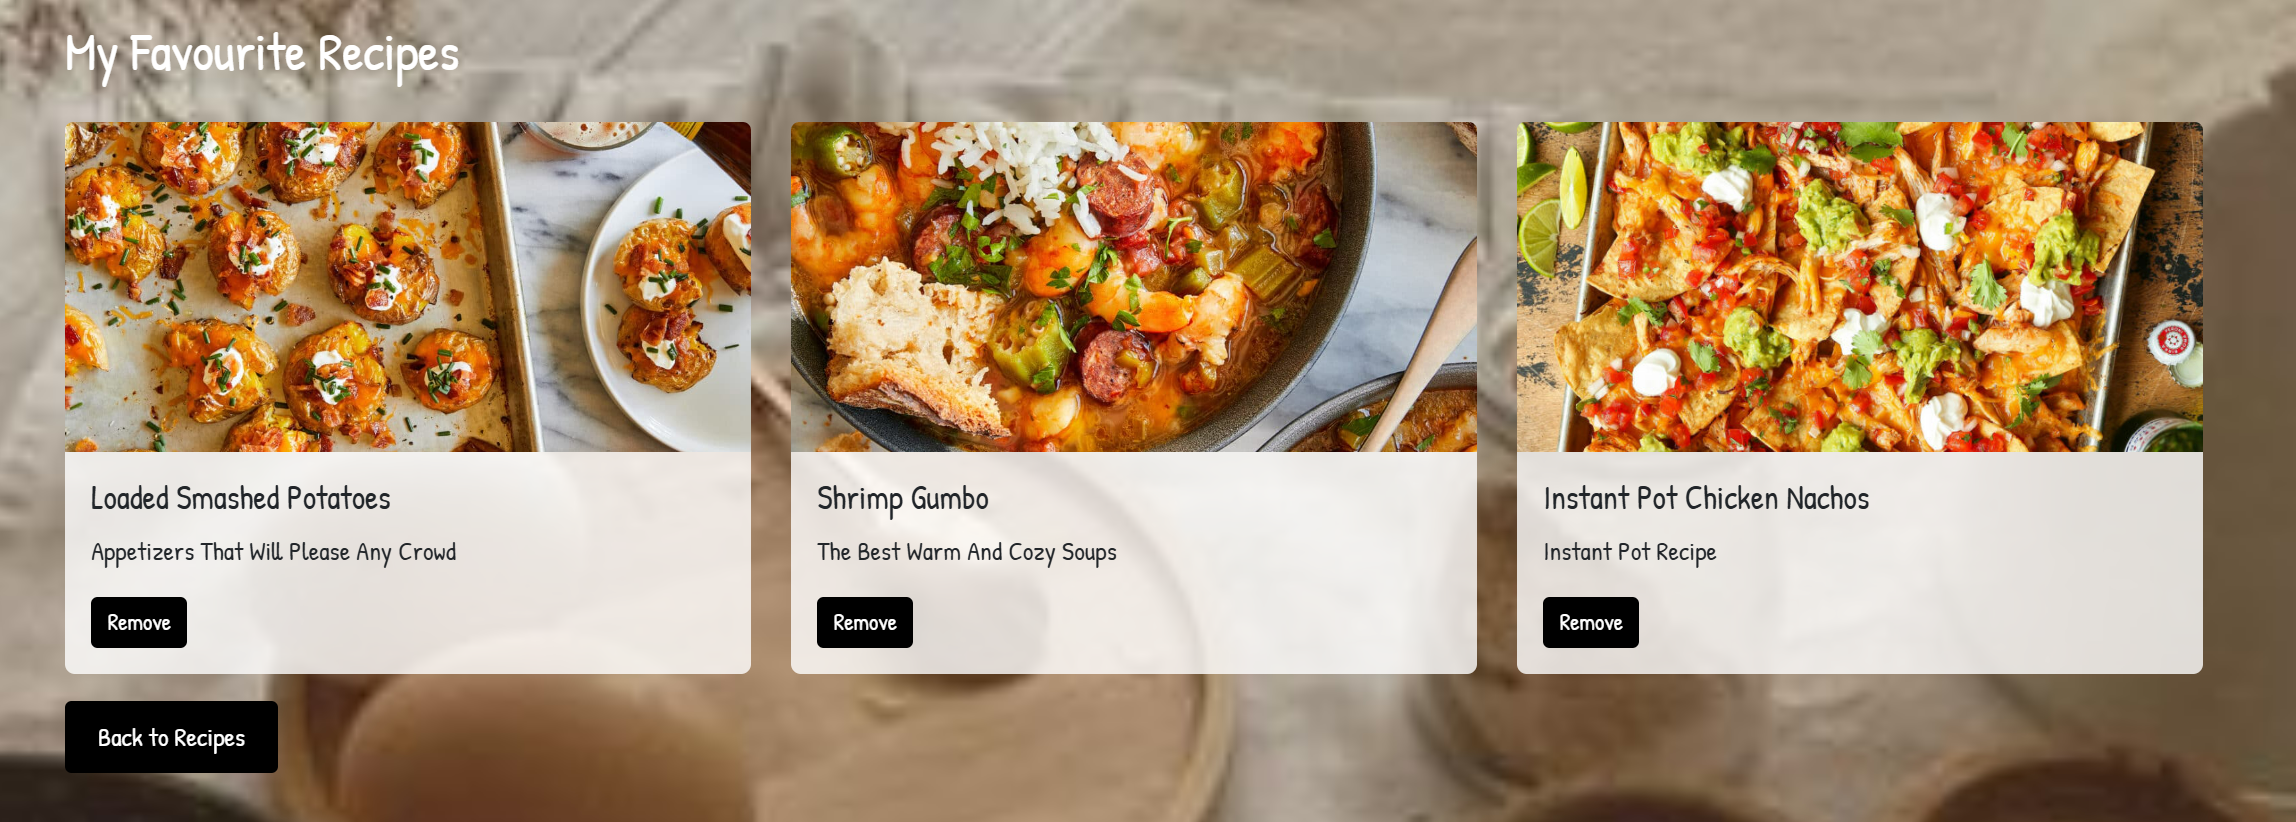 My Favourite Recipes
Loaded Smashed Potatoes
Appetizers That Will Please Any Crowd
Remove
Shrimp Gumbo
The Best Warm And Cozy Soups
Remove
Instant Pot Chicken Nachos
Instant Pot Recipe
Remove
Back to Recipes